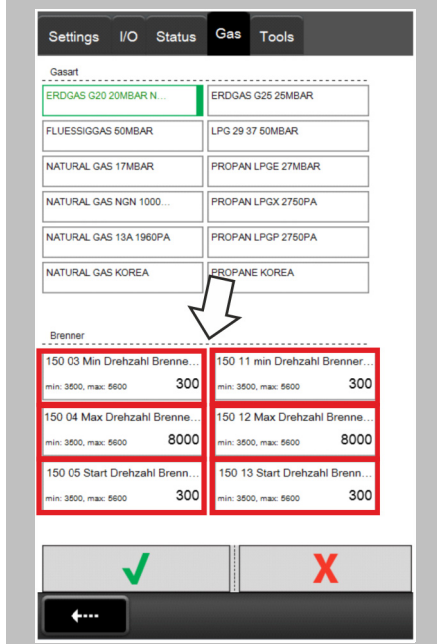 Settings I/O Status Gas Tools
Gasart
ERDGAS G20 20MBAR N... ERDGAS G25 25MBAR
FLUESSIGGAS 50MBAR LPG 29 37 50MBAR
NATURAL GAS 17MBAR PROPAN LPGE 27MBAR
NATURAL GAS NGN 1000... PROPAN LPGX 2750PA
NATURAL GAS 13A 1960PA PROPAN LPGP 2750PA
NATURAL GAS KOREA PROPANE KOREA
Brenner
150 03 Min Drehzahl Brenne... 150 11 min Drehzahl Brenner...
min: 3500, max: 5600 300 min: 3500, max: 5600 300
150 04 Max Drehzahl Brenne... 150 12 Max Drehzahl Brenne...
min: 3500, max: 5600 8000 min: 3500, max: 5600 8000
150 05 Start Drehzahl Brenn... 150 13 Start Drehzahl Brenn...
min: 3500, max: 5600 300 min: 3500, max: 5600 300